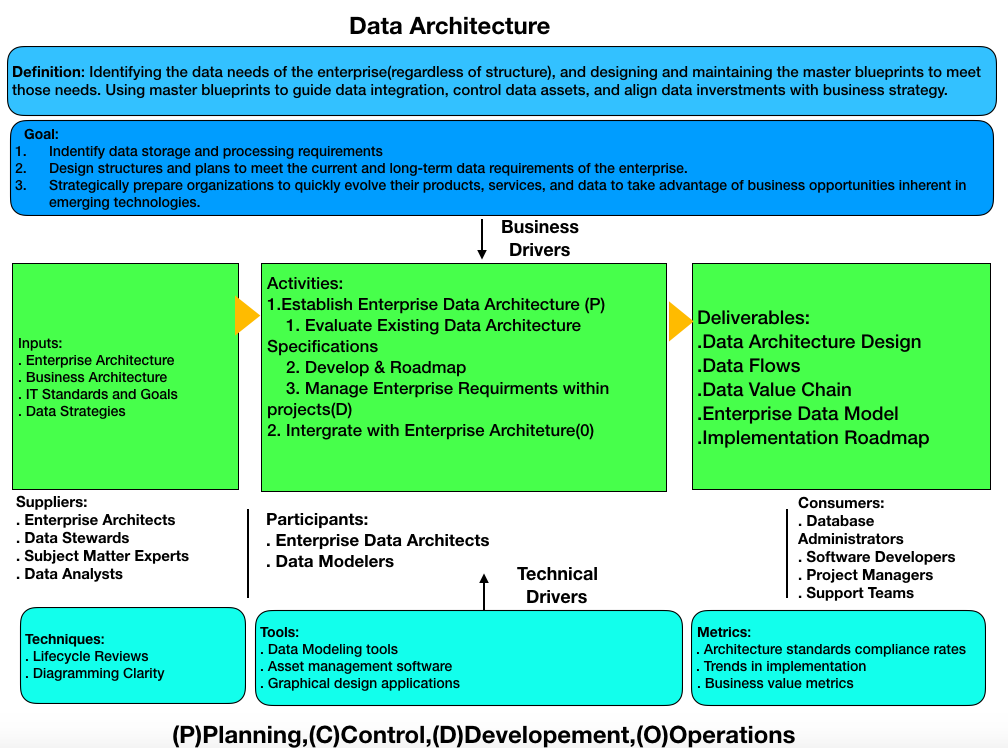 Data Architecture
Definition: Identifying the data needs of the enterprise(regardless of structure), and designing and maintaining the master blueprints to meet
those needs. Using master blueprints to guide data integration, control data assets, and align data inverstments with business strategy.
Goal:
1. Indentify data storage and processing requirements
2. Design structures and plans to meet the current and long-term data requirements of the enterprise.
3. Strategically prepare organizations to quickly evolve their products, services, and data to take advantage of business opportunities inherent in
emerging technologies.
Business
Drivers
Inputs:
. Enterprise Architecture
. Business Architecture
. IT Standards and Goals
. Data Strategies
Activities:
1.Establish Enterprise Data Architecture (P)
1. Evaluate Existing Data Architecture
Specifications
2. Develop & Roadmap
3. Manage Enterprise Requirments within
projects(D)
2. Intergrate with Enterprise Architeture(0)
Deliverables:
.Data Architecture Design
.Data Flows
.Data Value Chain
.Enterprise Data Model
.Implementation Roadmap
Suppliers:
. Enterprise Architects
. Data Stewards
. Subject Matter Experts
. Data Analysts
Participants:
. Enterprise Data Architects
. Data Modelers
Technical
Drivers
Consumers:
. Database
Administrators
. Software Developers
. Project Managers
. Support Teams
Techniques:
. Lifecycle Reviews
. Diagramming Clarity
Tools:
. Data Modeling tools
. Asset management software
. Graphical design applications
Metrics:
. Architecture standards compliance rates
. Trends in implementation
. Business value metrics
(P)Planning,(C)Control,(D)Developement,(O)Operations